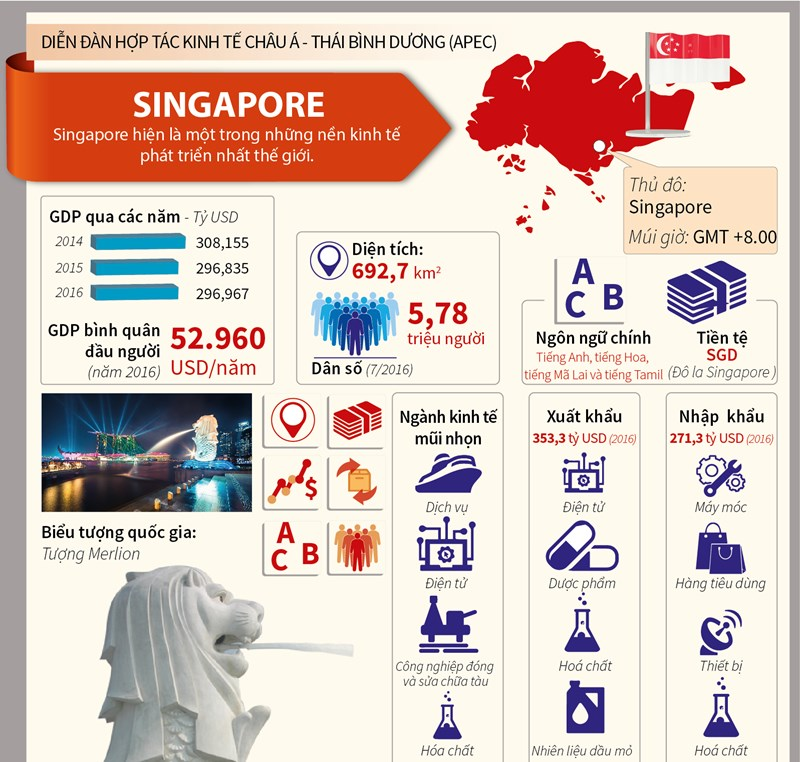 DIỄN ĐÀN HỢP TÁC KINH TẾ CHÂU Á - THÁI BÌNH DƯƠNG (APEC)
SINGAPORE
Singapore hiện là một trong những nền kinh tế
phát triển nhất thế giới.
Thủ đô:
Singapore
Múi giờ: GMT +8.00
GDP qua các năm - Tỷ USD
2014 308,155
2015 296,835
2016 296,967
GDP bình quân
đầu người
(năm 2016)
52.960
USD/năm
Diện tích:
692,7 km²
5,78
triệu người
Dân số (7/2016)
A
B
C
Ngôn ngữ chính
Tiếng Anh, tiếng Hoa,
tiếng Mã Lai và tiếng Tamil
Tiền tệ
SGD
(Đô la Singapore)
Biểu tượng quốc gia:
Tượng Merlion
$
A
B
C
Ngành kinh tế
mũi nhọn
Dịch vụ
Điện tử
Công nghiệp đóng
và sửa chữa tàu
Hóa chất
Xuất khẩu
353,3 tỷ USD (2016)
Điện tử
Dược phẩm
Hoá chất
Nhiên liệu dầu mỏ
Nhập khẩu
271,3 tỷ USD (2016)
Máy móc
Hàng tiêu dùng
Thiết bị
Hoá chất